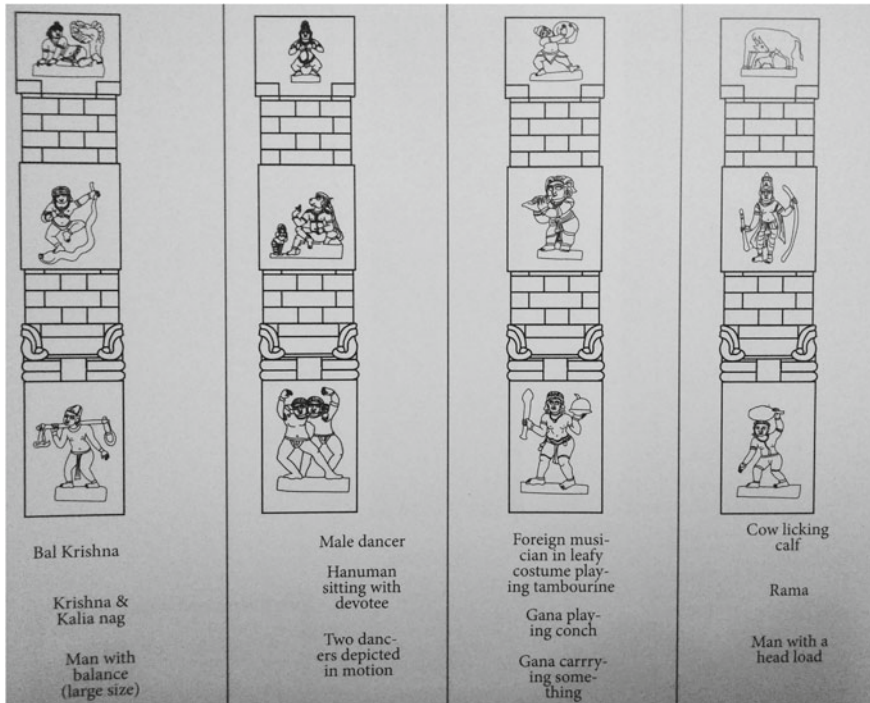 Bal Krishna
Krishna &
Kalia nag
Man with
balance
(large size)
Male dancer
Hanuman
sitting with
devotee
Two danc-
ers depicted
in motion
Foreign musi-
cian in leafy
costume play-
ing tambourine
Gana play-
ing conch
Gana carrry-
ing some-
thing
Cow licking
calf
Rama
Man with a
head load